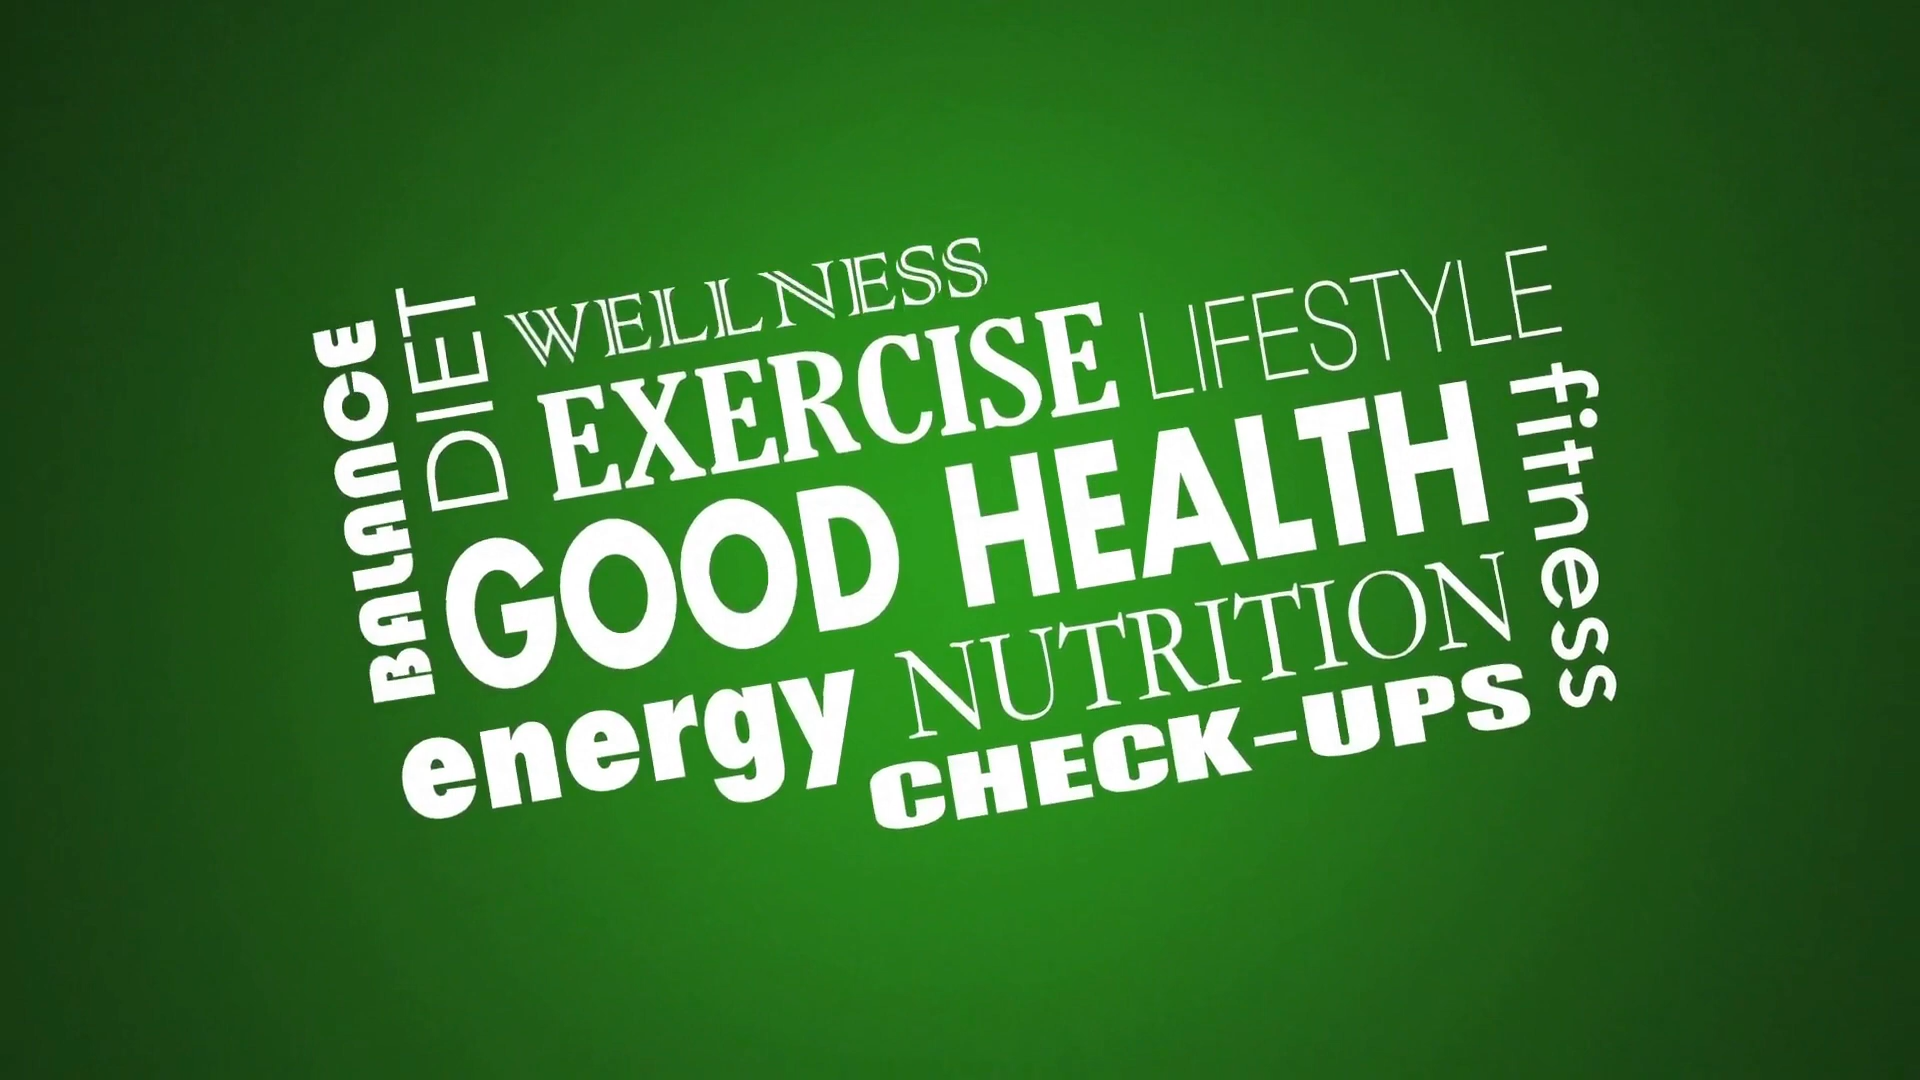 BALANCE
DIET
WELLNESS
EXERCISE
LIFESTYLE
GOOD HEALTH
fitness
energy
NUTRITION
CHECK-UPS